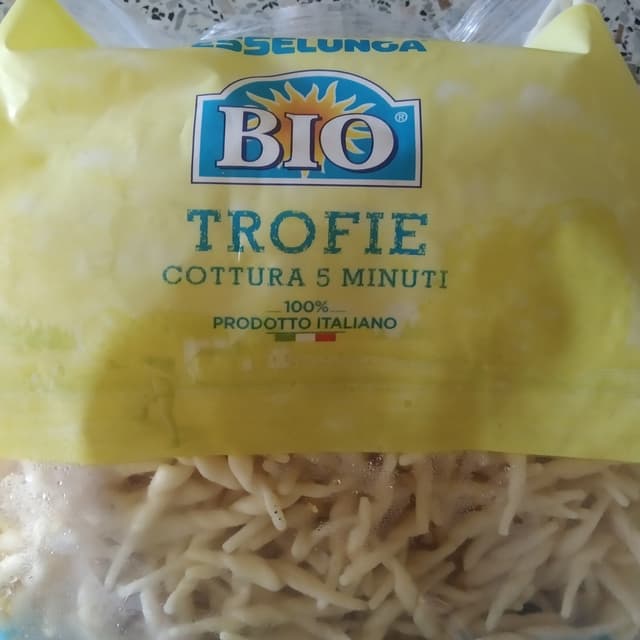 ESSELUNGA
BIO®
TROFIE
COTTURA 5 MINUTI
100%
PRODOTTO ITALIANO